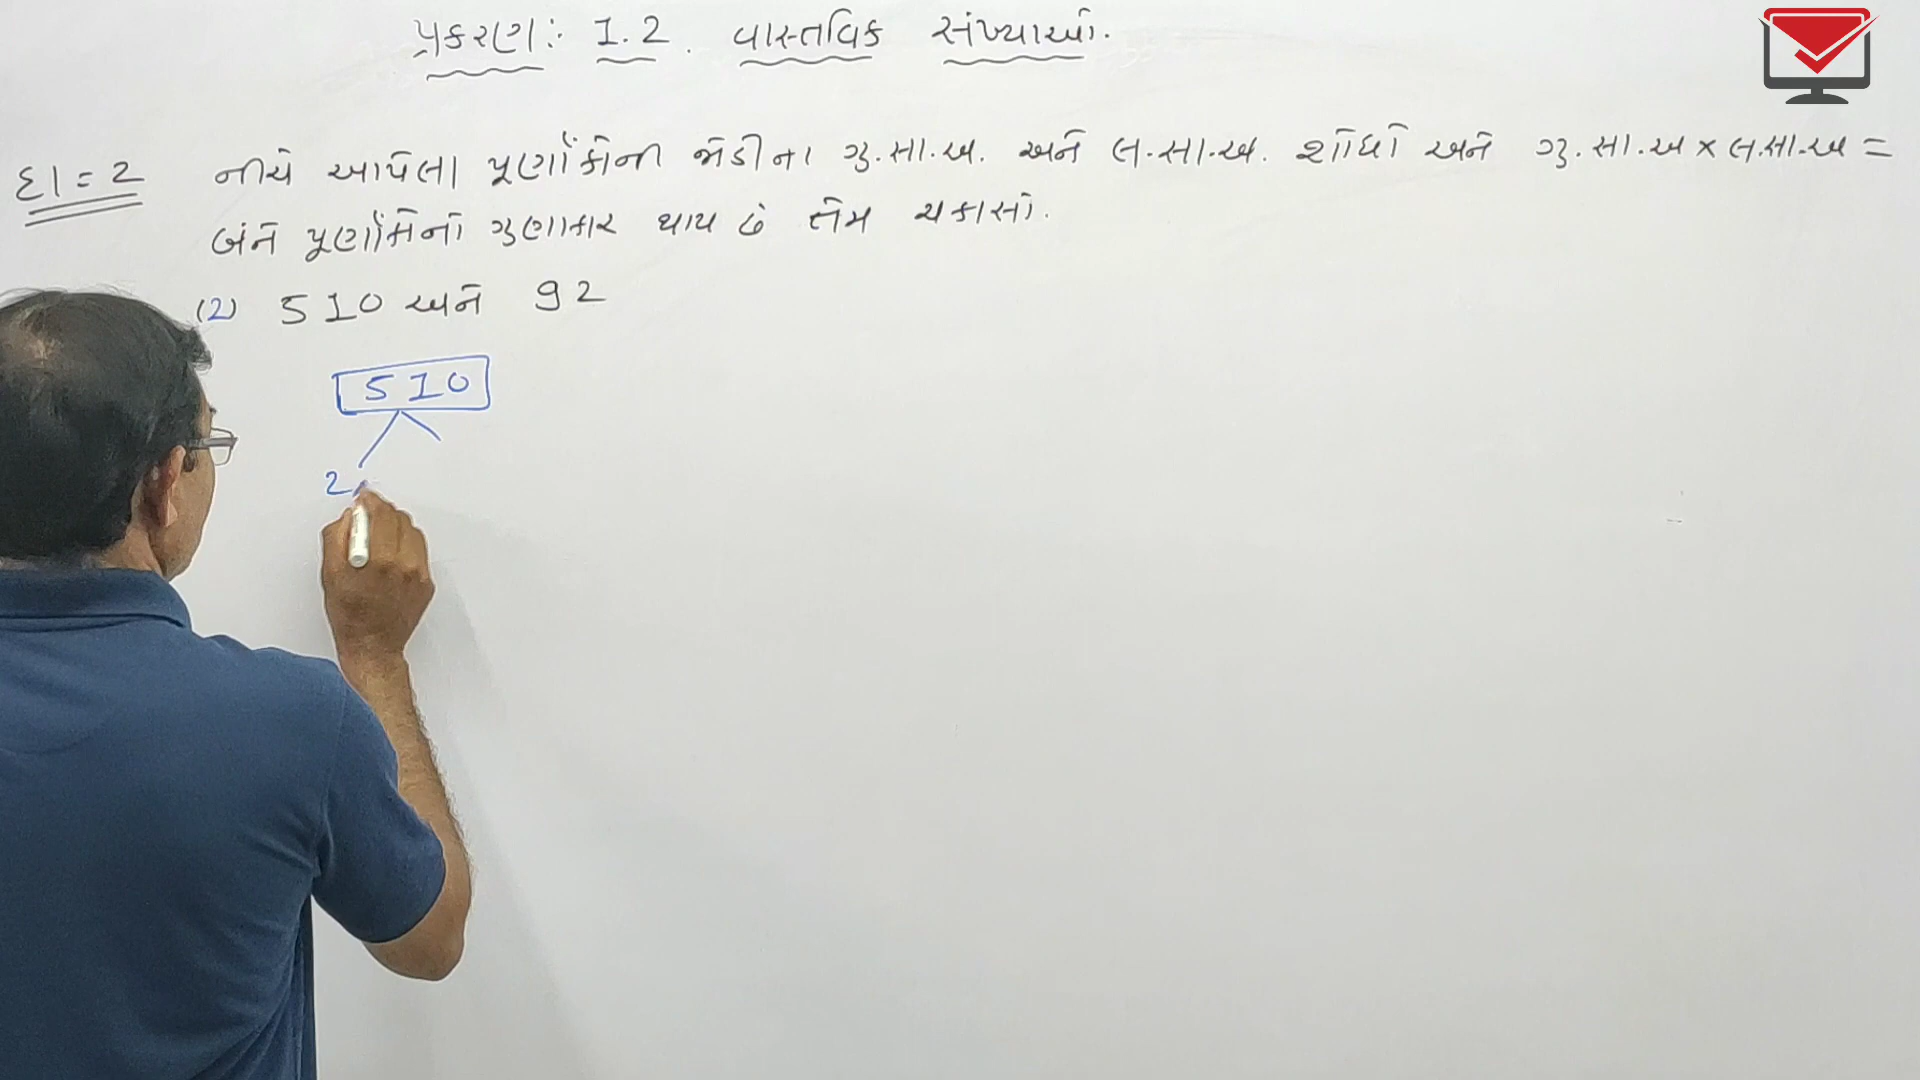 પ્રકરણ: 1.2. વાસ્તવિક સંખ્યાઓ.
દા=2 નીચે આપેલા પૂર્ણાંકોની જોડીના ગુ.સા.અ. અને લ.સા.અ. શોધો અને ગુ.સા.અ × લ.સા.અ =
બંને પૂર્ણાંકોનો ગુણાકાર થાય છે તેમ ચકાસો.
(2) 510 અને 92
510
2